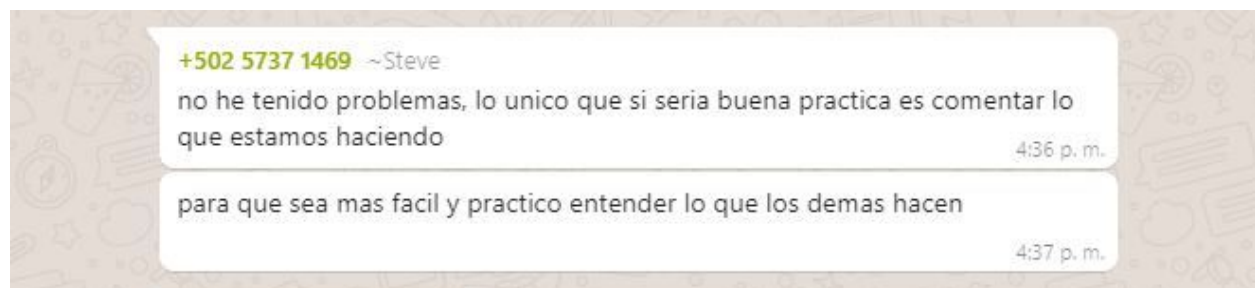 +502 5737 1469 ~Steve
no he tenido problemas, lo unico que si seria buena practica es comentar lo
que estamos haciendo
4:36 p. m.
para que sea mas facil y practico entender lo que los demas hacen
4:37 p. m.